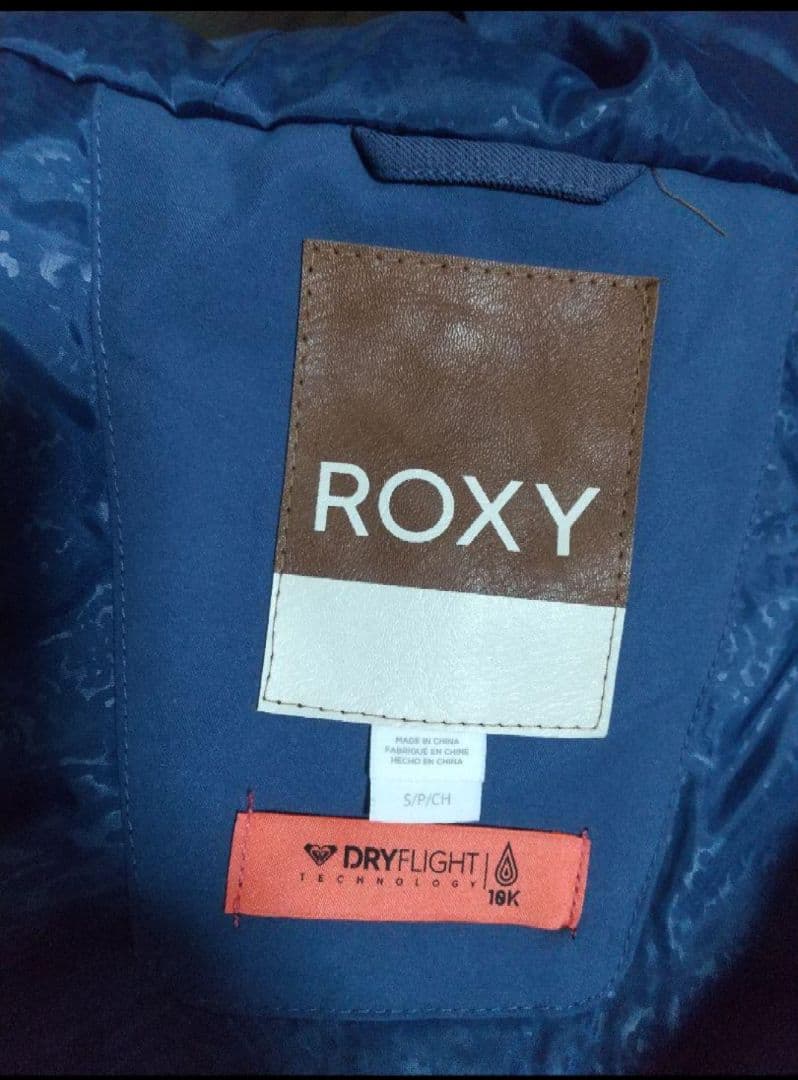 ROXY
MADE IN CHINA
FABRIQUÉ EN CHINE
HECHO EN CHINA
S/P/CH
DRYFLIGHT
TECHNOLOGY
10K